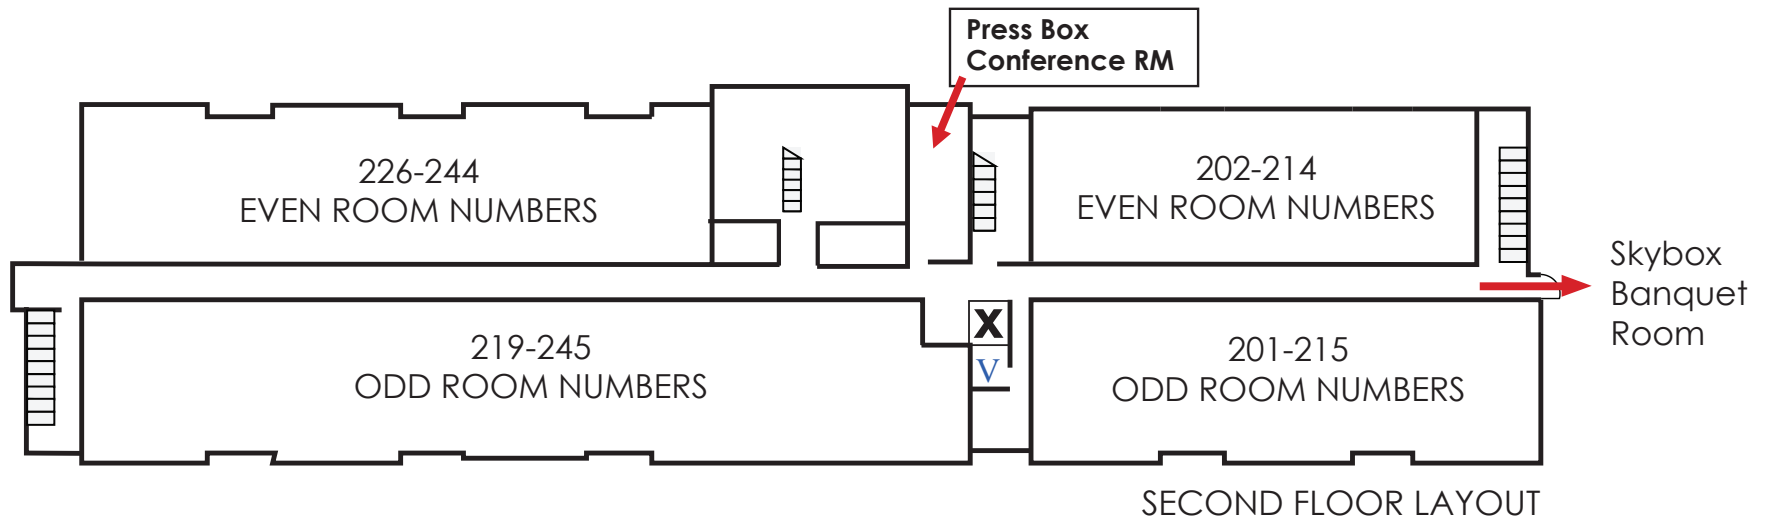 Press Box
Conference RM
226-244
EVEN ROOM NUMBERS
202-214
EVEN ROOM NUMBERS
Skybox
Banquet
Room
X
V
219-245
ODD ROOM NUMBERS
201-215
ODD ROOM NUMBERS
SECOND FLOOR LAYOUT